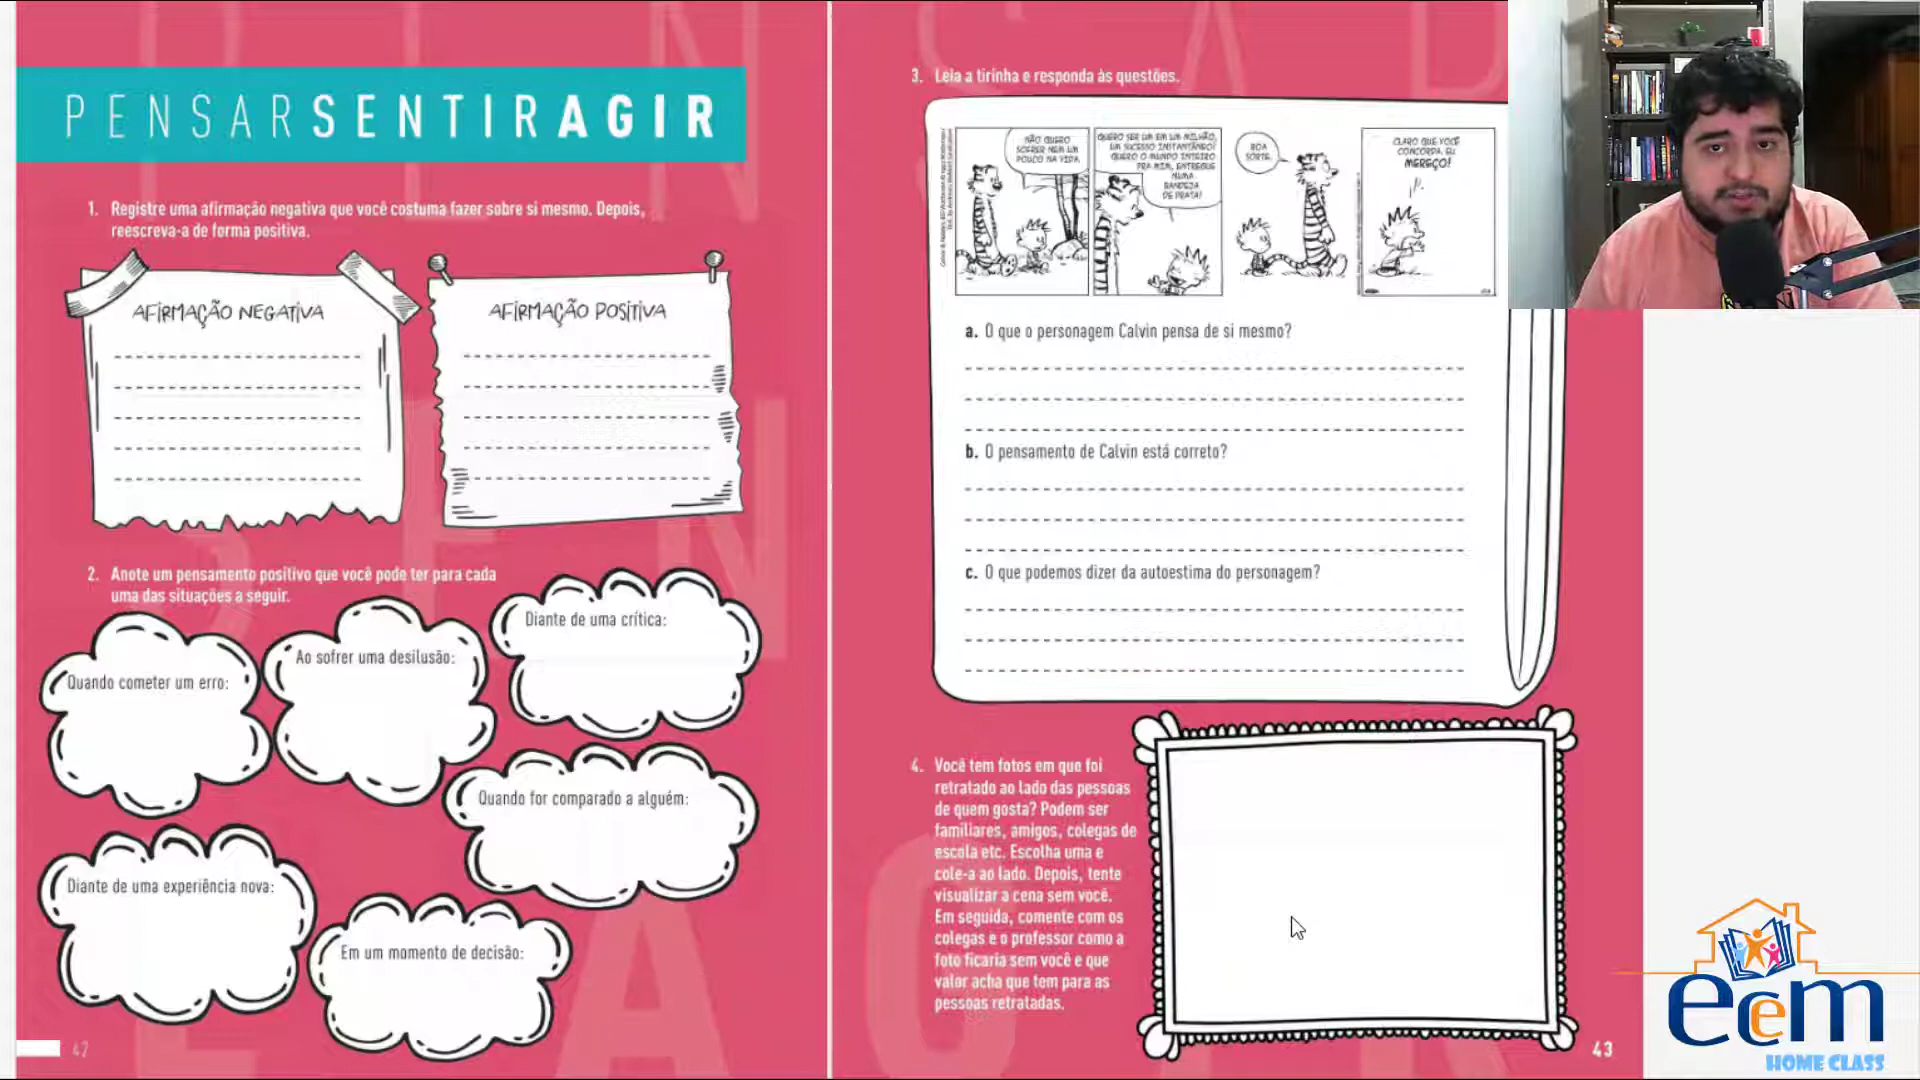 PENSARSENTIRAGIR
1. Registre uma afirmação negativa que você costuma fazer sobre si mesmo. Depois,
reescreva-a de forma positiva.
AFIRMAÇÃO NEGATIVA
AFIRMAÇÃO POSITIVA
2. Anote um pensamento positivo que você pode ter para cada
uma das situações a seguir.
Diante de uma crítica:
Ao sofrer uma desilusão:
Quando cometer um erro:
Quando for comparado a alguém:
Diante de uma experiência nova:
Em um momento de decisão:
42
3. Leia a tirinha e responda às questões.
NÃO QUERO
SOFRER NEM UM
POUCO NA VIDA
QUERO SER UM EM UM MILHÃO,
UM SUCESSO INSTANTÂNEO!
QUERO O MUNDO INTEIRO
PRA MIM, ENTREGUE
NUMA
BANDEJA
DE PRATA!
BOA
SORTE.
CLARO QUE VOCÊ
CONCORDA. EU
MEREÇO!
a. O que o personagem Calvin pensa de si mesmo?
b. O pensamento de Calvin está correto?
c. O que podemos dizer da autoestima do personagem?
4. Você tem fotos em que foi
retratado ao lado das pessoas
de quem gosta? Podem ser
familiares, amigos, colegas de
escola etc. Escolha uma e
cole-a ao lado. Depois, tente
visualizar a cena sem você.
Em seguida, comente com os
colegas e o professor como a
foto ficaria sem você e que
valor acha que tem para as
pessoas retratadas.
43
eem
HOME CLASS